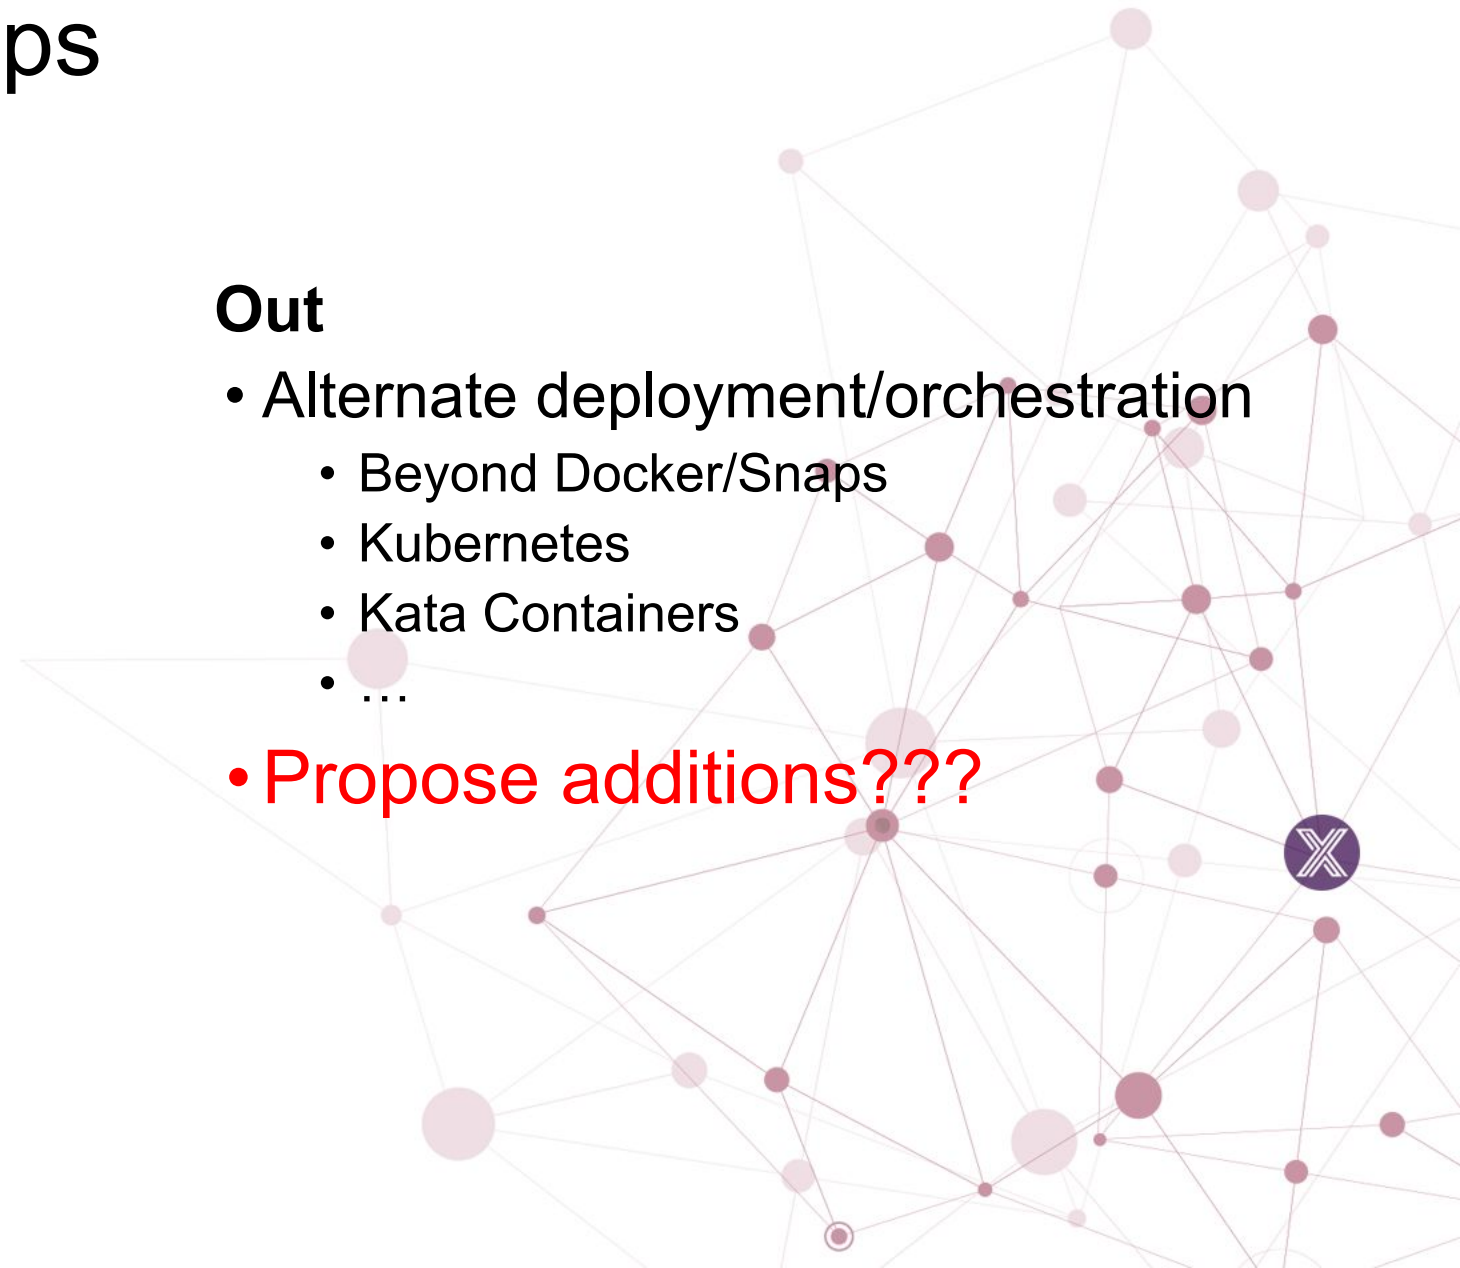 ps
Out
• Alternate deployment/orchestration
• Beyond Docker/Snaps
• Kubernetes
• Kata Containers
• …
• Propose additions???